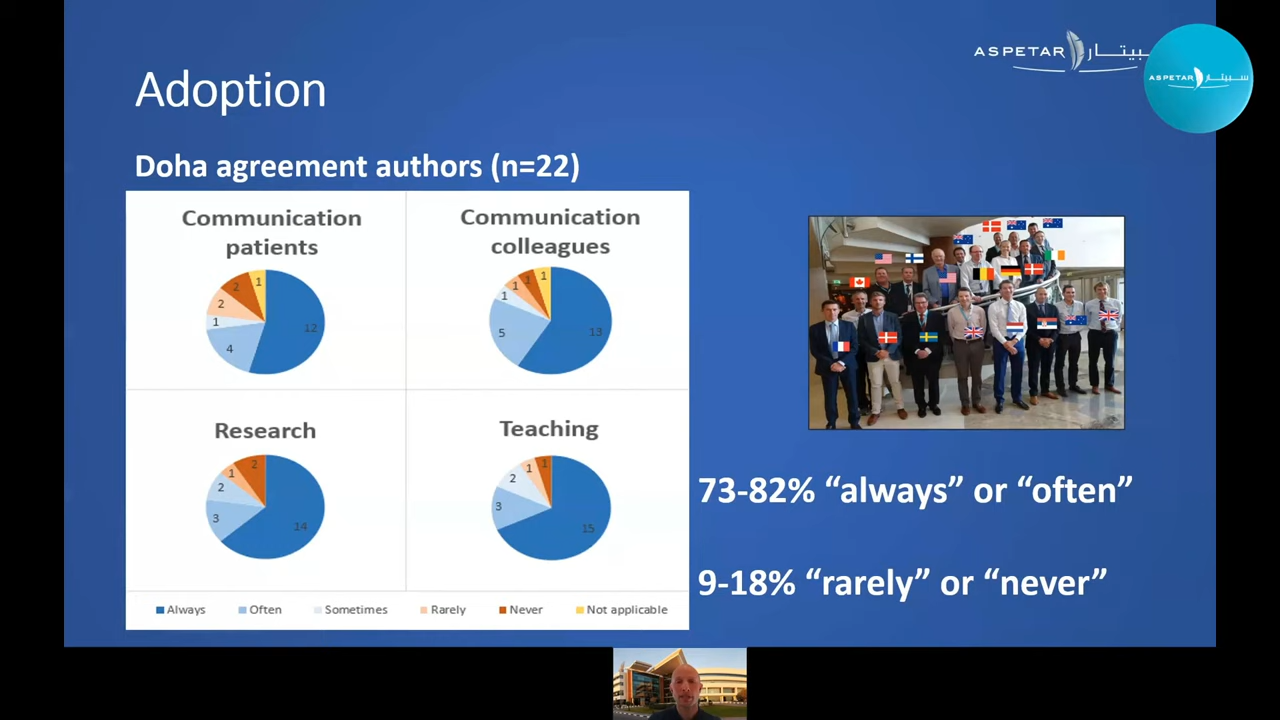 ASPETAR
ASPETAR سبيتار
Adoption
Doha agreement authors (n=22)
Communication
patients
1
2
2
1
4
12
Communication
colleagues
1
1
1
1
5
13
Research
2
1
2
3
14
Teaching
1
1
2
3
15
Always Often Sometimes Rarely Never Not applicable
73-82% “always” or “often”
9-18% “rarely” or “never”